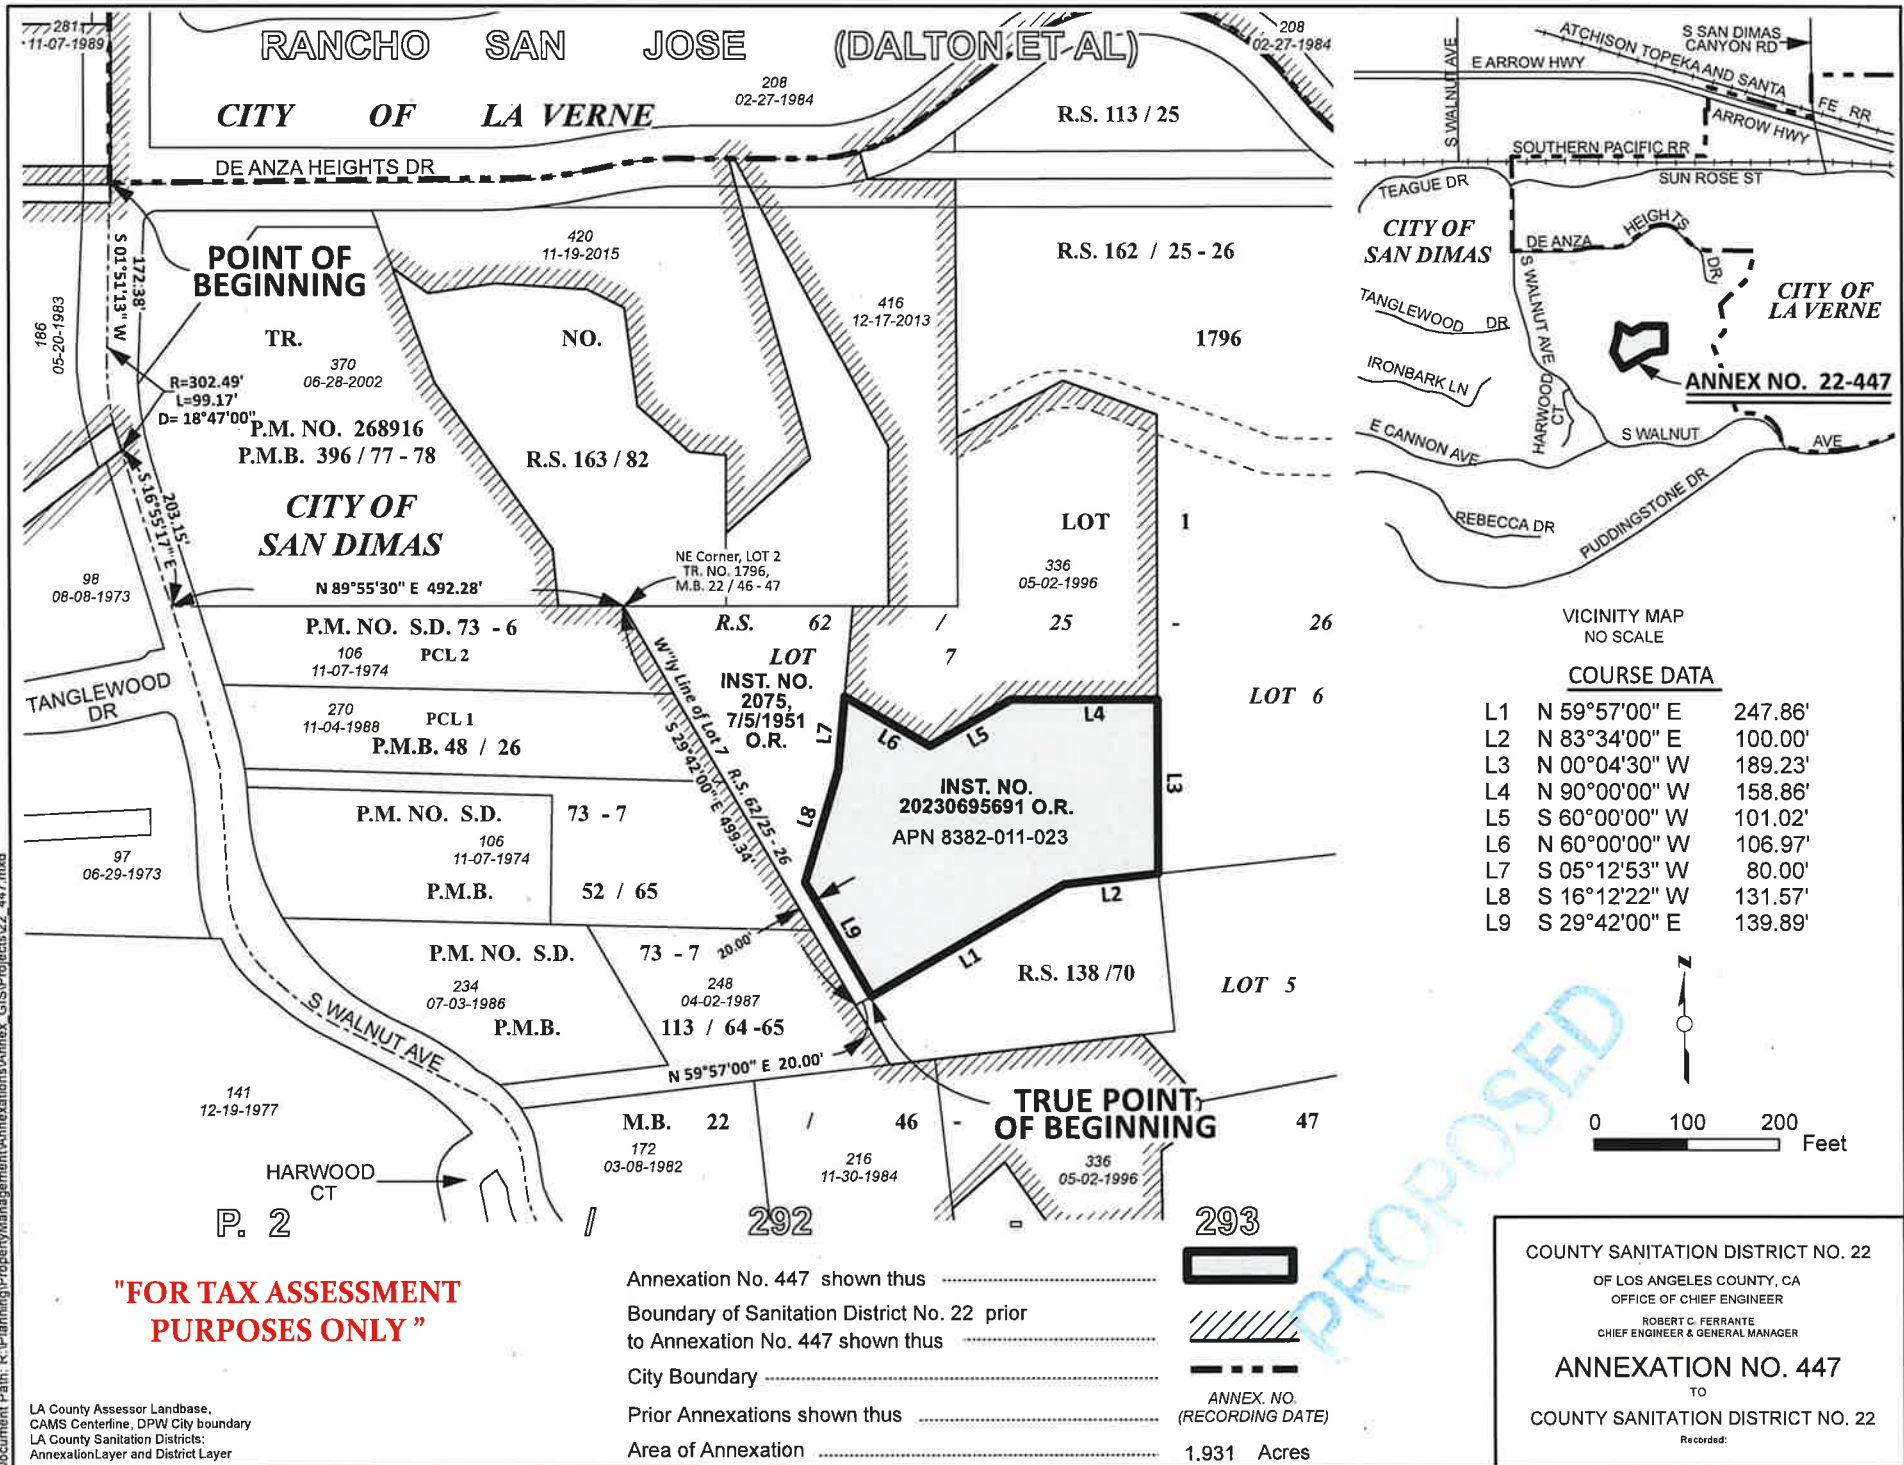 281
11-07-1989
RANCHO SAN JOSE (DALTON ET AL)
208
02-27-1984
208
02-27-1984
CITY OF LA VERNE
R.S. 113 / 25
DE ANZA HEIGHTS DR
POINT OF
BEGINNING
420
11-19-2015
R.S. 162 / 25 - 26
S 01°51'13" W
172.38'
186
05-20-1983
416
12-17-2013
TR.
NO.
1796
370
06-28-2002
R=302.49'
L=99.17'
D= 18°47'00"
P.M. NO. 268916
P.M.B. 396 / 77 - 78
R.S. 163 / 82
203.15'
S 16°55'17" E
CITY OF
SAN DIMAS
LOT 1
NE Corner, LOT 2
TR. NO. 1796,
M.B. 22 / 46 - 47
336
05-02-1996
98
08-08-1973
N 89°55'30" E 492.28'
P.M. NO. S.D. 73 - 6
R.S. 62 / 25 - 26
106
11-07-1974
PCL 2
LOT 7
TANGLEWOOD
DR
INST. NO.
2075,
7/5/1951
O.R.
LOT 6
270
11-04-1988
PCL 1
P.M.B. 48 / 26
W'ly Line of Lot 7 R.S. 62/25 - 26
S 29°42'00" E 499.34'
L7
L6
L5
L4
L3
L8
INST. NO.
20230695691 O.R.
APN 8382-011-023
P.M. NO. S.D. 73 - 7
106
11-07-1974
97
06-29-1973
P.M.B. 52 / 65
L2
L9
L1
20.00'
P.M. NO. S.D. 73 - 7
R.S. 138 /70
LOT 5
234
07-03-1986
248
04-02-1987
P.M.B. 113 / 64 -65
S WALNUT AVE
N 59°57'00" E 20.00'
141
12-19-1977
TRUE POINT
OF BEGINNING
M.B. 22 / 46 - 47
172
03-08-1982
216
11-30-1984
336
05-02-1996
HARWOOD
CT
P. 2 / 292 - 293
S WALNUT AVE
ATCHISON TOPEKA AND SANTA FE RR
S SAN DIMAS
CANYON RD
E ARROW HWY
ARROW HWY
SOUTHERN PACIFIC RR
TEAGUE DR
SUN ROSE ST
CITY OF
SAN DIMAS
DE ANZA HEIGHTS DR
S WALNUT AVE
CITY OF
LA VERNE
TANGLEWOOD DR
IRONBARK LN
HARWOOD
CT
ANNEX NO. 22-447
E CANNON AVE
S WALNUT AVE
REBECCA DR
PUDDINGSTONE DR
VICINITY MAP
NO SCALE
COURSE DATA
L1 N 59°57'00" E 247.86'
L2 N 83°34'00" E 100.00'
L3 N 00°04'30" W 189.23'
L4 N 90°00'00" W 158.86'
L5 S 60°00'00" W 101.02'
L6 N 60°00'00" W 106.97'
L7 S 05°12'53" W 80.00'
L8 S 16°12'22" W 131.57'
L9 S 29°42'00" E 139.89'
N
0 100 200
Feet
PROPOSED
"FOR TAX ASSESSMENT
PURPOSES ONLY "
Annexation No. 447 shown thus
Boundary of Sanitation District No. 22 prior
to Annexation No. 447 shown thus
City Boundary
ANNEX. NO.
Prior Annexations shown thus (RECORDING DATE)
Area of Annexation 1.931 Acres
LA County Assessor Landbase,
CAMS Centerline, DPW City boundary
LA County Sanitation Districts:
AnnexationLayer and District Layer
Document Path: R:\Planning\PropertyManagement\Annexations\Annex_GIS\Projects\22_447.mxd
COUNTY SANITATION DISTRICT NO. 22
OF LOS ANGELES COUNTY, CA
OFFICE OF CHIEF ENGINEER
ROBERT C. FERRANTE
CHIEF ENGINEER & GENERAL MANAGER
ANNEXATION NO. 447
TO
COUNTY SANITATION DISTRICT NO. 22
Recorded: